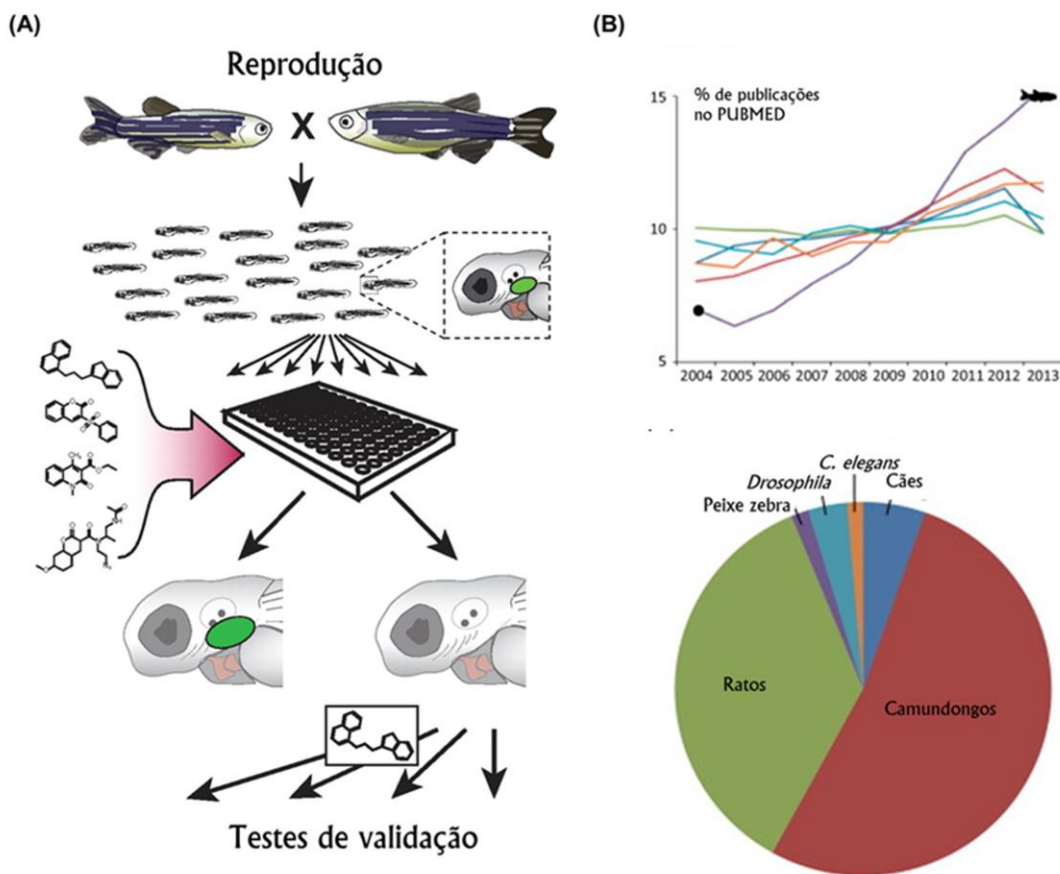 (A)
Reprodução
X
Testes de validação
(B)
% de publicações
no PUBMED
15
10
5
2004 2005 2006 2007 2008 2009 2010 2011 2012 2013
C. elegans
Drosophila
Cães
Peixe zebra
Ratos
Camundongos